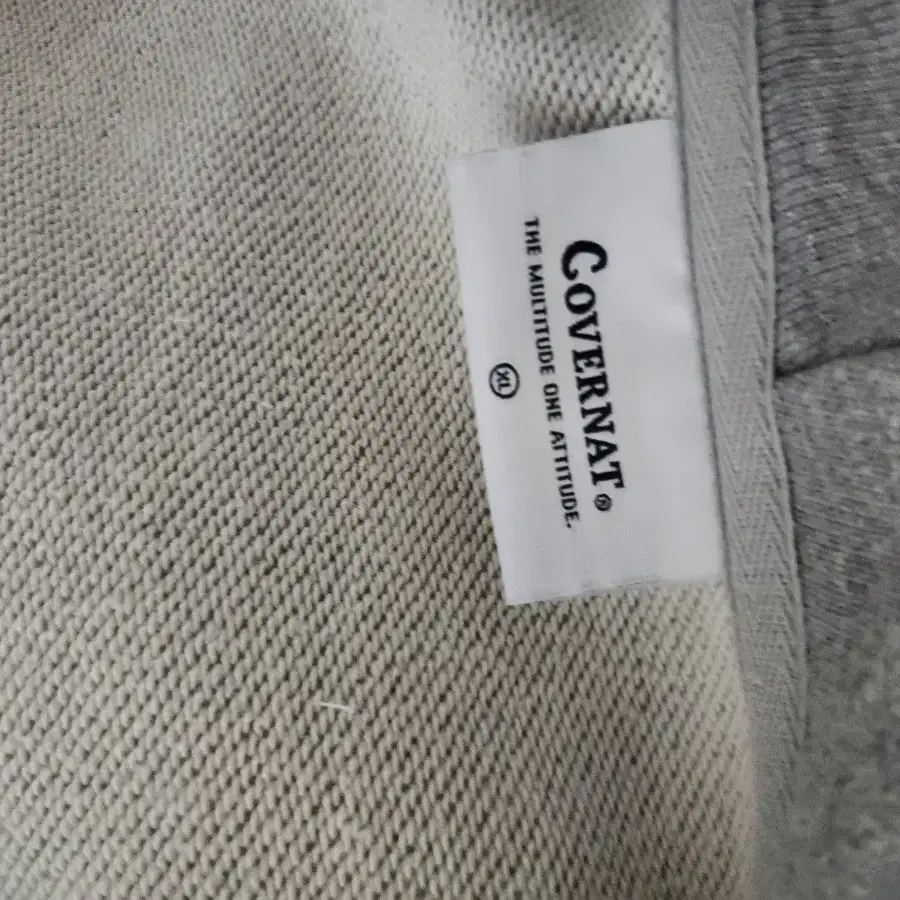 COVERNAT®
THE MULTITUDE ONE ATTITUDE.
XL